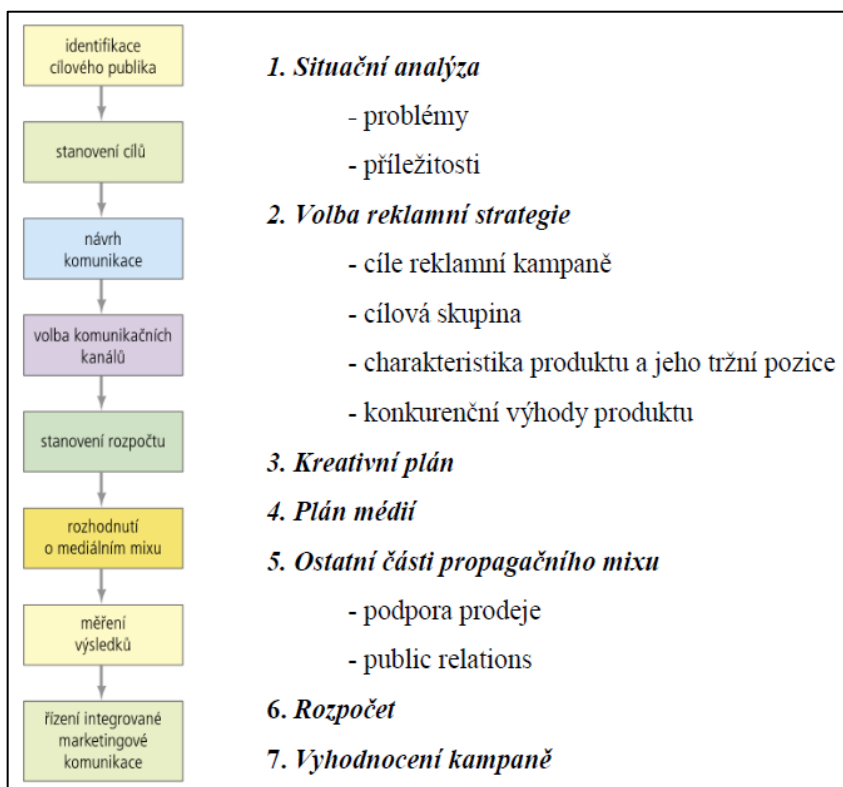 identifikace
cílového publika
stanovení cílů
návrh
komunikace
volba komunikačních
kanálů
stanovení rozpočtu
rozhodnutí
o mediálním mixu
měření
výsledků
řízení integrované
marketingové
komunikace
1. Situační analýza
- problémy
- příležitosti
2. Volba reklamní strategie
- cíle reklamní kampaně
- cílová skupina
- charakteristika produktu a jeho tržní pozice
- konkurenční výhody produktu
3. Kreativní plán
4. Plán médií
5. Ostatní části propagačního mixu
- podpora prodeje
- public relations
6. Rozpočet
7. Vyhodnocení kampaně